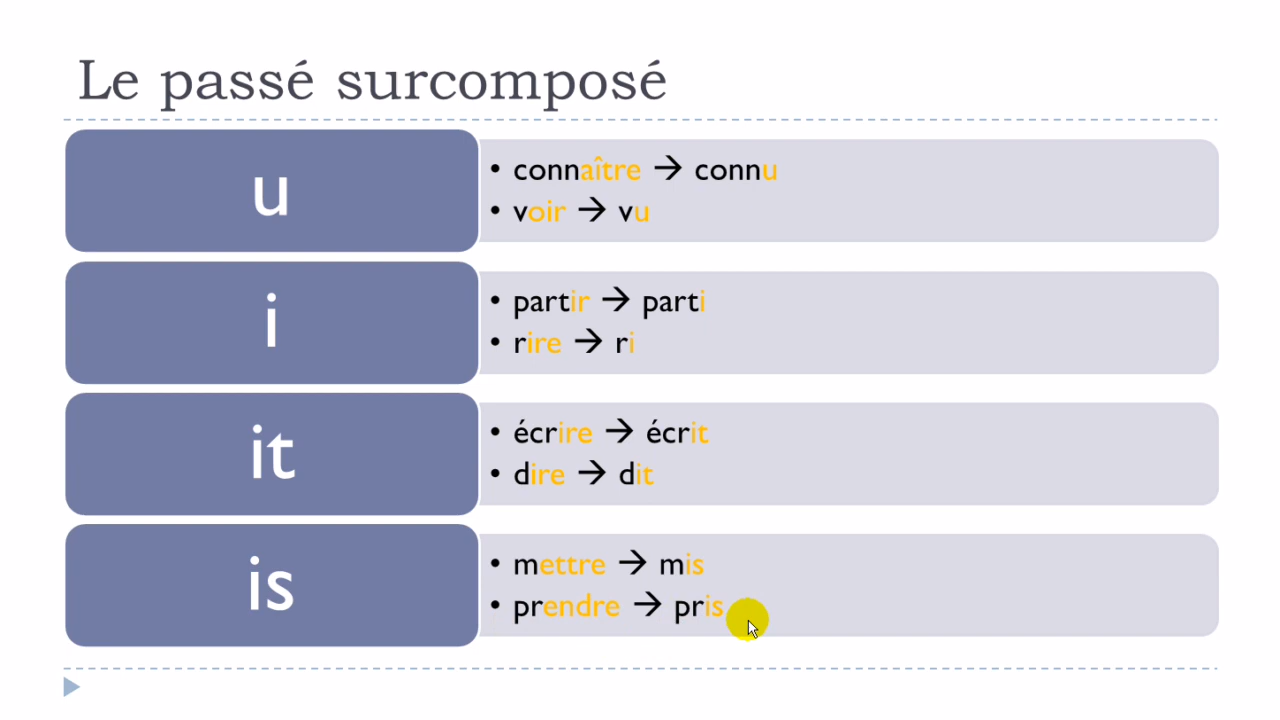 Le passé surcomposé
u
• connaître → connu
• voir → vu
i
• partir → parti
• rire → ri
it
• écrire → écrit
• dire → dit
is
• mettre → mis
• prendre → pris